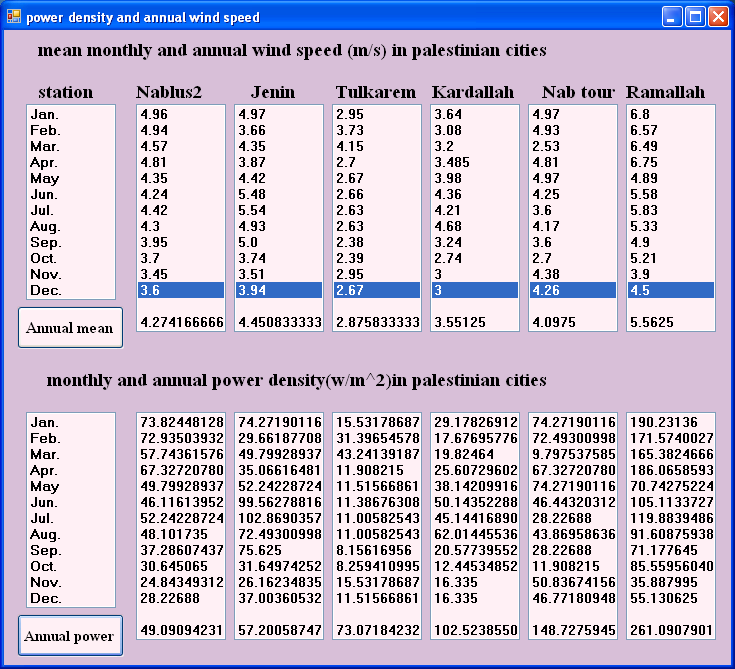 power density and annual wind speed
mean monthly and annual wind speed (m/s) in palestinian cities
station Nablus2 Jenin Tulkarem Kardallah Nab tour Ramallah
Jan. 4.96 4.97 2.95 3.64 4.97 6.8
Feb. 4.94 3.66 3.73 3.08 4.93 6.57
Mar. 4.57 4.35 4.15 3.2 2.53 6.49
Apr. 4.81 3.87 2.7 3.485 4.81 6.75
May 4.35 4.42 2.67 3.98 4.97 4.89
Jun. 4.24 5.48 2.66 4.36 4.25 5.58
Jul. 4.42 5.54 2.63 4.21 3.6 5.83
Aug. 4.3 4.93 2.63 4.68 4.17 5.33
Sep. 3.95 5.0 2.38 3.24 3.6 4.9
Oct. 3.7 3.74 2.39 2.74 2.7 5.21
Nov. 3.45 3.51 2.95 3 4.38 3.9
Dec. 3.6 3.94 2.67 3 4.26 4.5
Annual mean 4.274166666 4.450833333 2.875833333 3.55125 4.0975 5.5625
monthly and annual power density(w/m^2)in palestinian cities
Jan. 73.82448128 74.27190116 15.53178687 29.17826912 74.27190116 190.23136
Feb. 72.93503932 29.66187708 31.39654578 17.67695776 72.49300998 171.5740027
Mar. 57.74361576 49.79928937 43.24139187 19.82464 9.797537585 165.3824666
Apr. 67.32720780 35.06616481 11.908215 25.60729602 67.32720780 186.0658593
May 49.79928937 52.24228724 11.51566861 38.14209916 74.27190116 70.74275224
Jun. 46.11613952 99.56278816 11.38676308 50.14352288 46.44320312 105.1133727
Jul. 52.24228724 102.8690357 11.00582543 45.14416890 28.22688 119.8839486
Aug. 48.101735 72.49300998 11.00582543 62.01445536 43.86958636 91.60875938
Sep. 37.28607437 75.625 8.15616956 20.57739552 28.22688 71.177645
Oct. 30.645065 31.64974252 8.259410995 12.44534852 11.908215 85.55956040
Nov. 24.84349312 26.16234835 15.53178687 16.335 50.83674156 35.887995
Dec. 28.22688 37.00360532 11.51566861 16.335 46.77180948 55.130625
Annual power 49.09094231 57.20058747 73.07184232 102.5238550 148.7275945 261.0907901